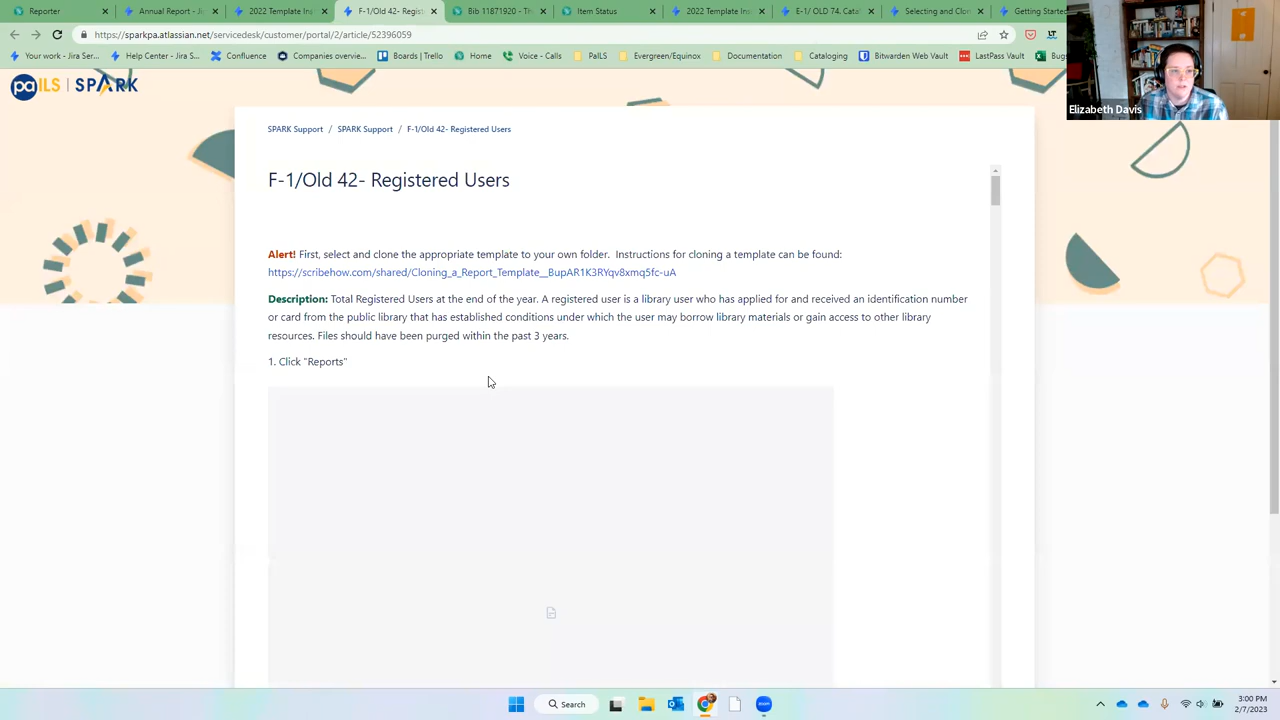 Reporter
Annual Report - Jir
2022 Template Inst
F-1/Old 42- Registe
Bib 11871920 - Th
Item Status
2022 Template Inst
E-1/ OLD 74. Catal
Selecting and Clon
Getting Starte
https://sparkpa.atlassian.net/servicedesk/customer/portal/2/article/52396059
Your work - Jira Ser...
Help Center - Jira S...
Confluence
Companies overvie...
Boards | Trello
Home
Voice - Calls
PaILS
Evergreen/Equinox
Documentation
Cataloging
Bitwarden Web Vault
LastPass Vault
Bugs
paILS | SPARK
Elizabeth Davis
SPARK Support / SPARK Support / F-1/Old 42- Registered Users
F-1/Old 42- Registered Users
Alert! First, select and clone the appropriate template to your own folder. Instructions for cloning a template can be found:
https://scribehow.com/shared/Cloning_a_Report_Template__BupAR1K3RYqv8xmq5fc-uA
Description: Total Registered Users at the end of the year. A registered user is a library user who has applied for and received an identification number
or card from the public library that has established conditions under which the user may borrow library materials or gain access to other library
resources. Files should have been purged within the past 3 years.
1. Click "Reports"
Search
3:00 PM
2/7/2023